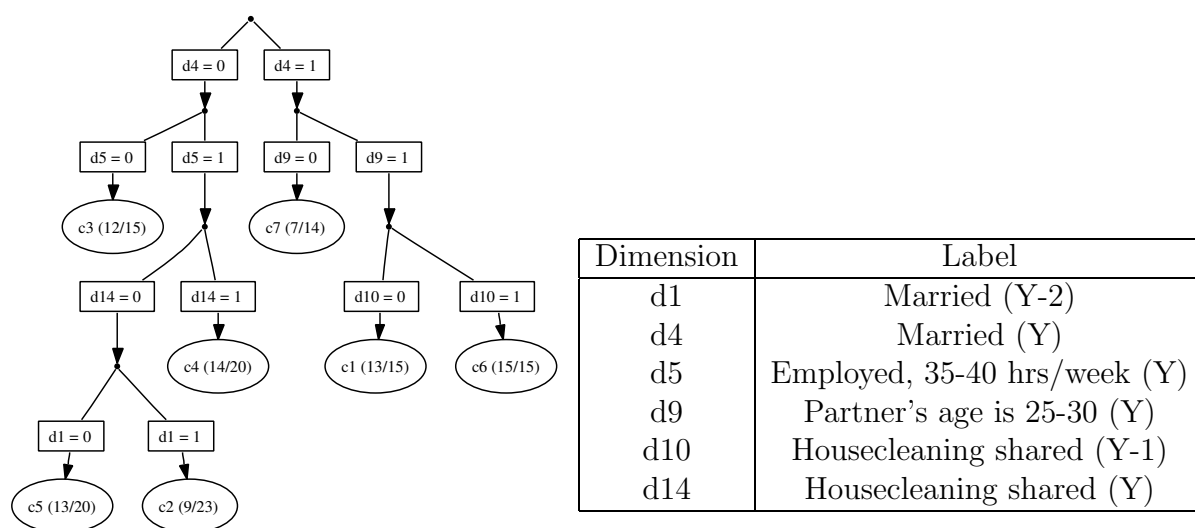 d4 = 0
d4 = 1
d5 = 0
d5 = 1
d9 = 0
d9 = 1
c3 (12/15)
c7 (7/14)
d14 = 0
d14 = 1
d10 = 0
d10 = 1
c4 (14/20)
c1 (13/15)
c6 (15/15)
d1 = 0
d1 = 1
c5 (13/20)
c2 (9/23)
Dimension Label
d1 Married (Y-2)
d4 Married (Y)
d5 Employed, 35-40 hrs/week (Y)
d9 Partner's age is 25-30 (Y)
d10 Housecleaning shared (Y-1)
d14 Housecleaning shared (Y)